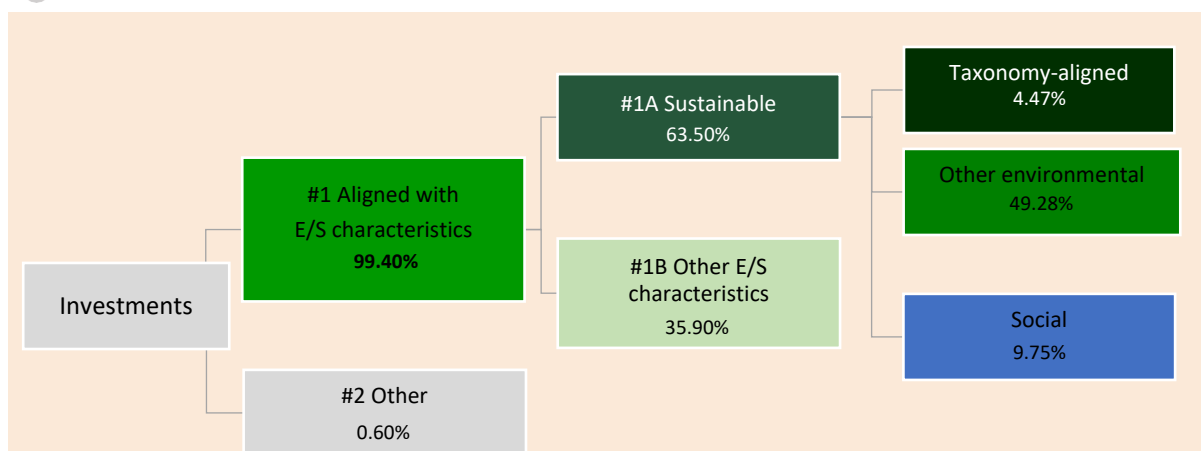 Investments
#1 Aligned with
E/S characteristics
99.40%
#2 Other
0.60%
#1A Sustainable
63.50%
#1B Other E/S
characteristics
35.90%
Taxonomy-aligned
4.47%
Other environmental
49.28%
Social
9.75%